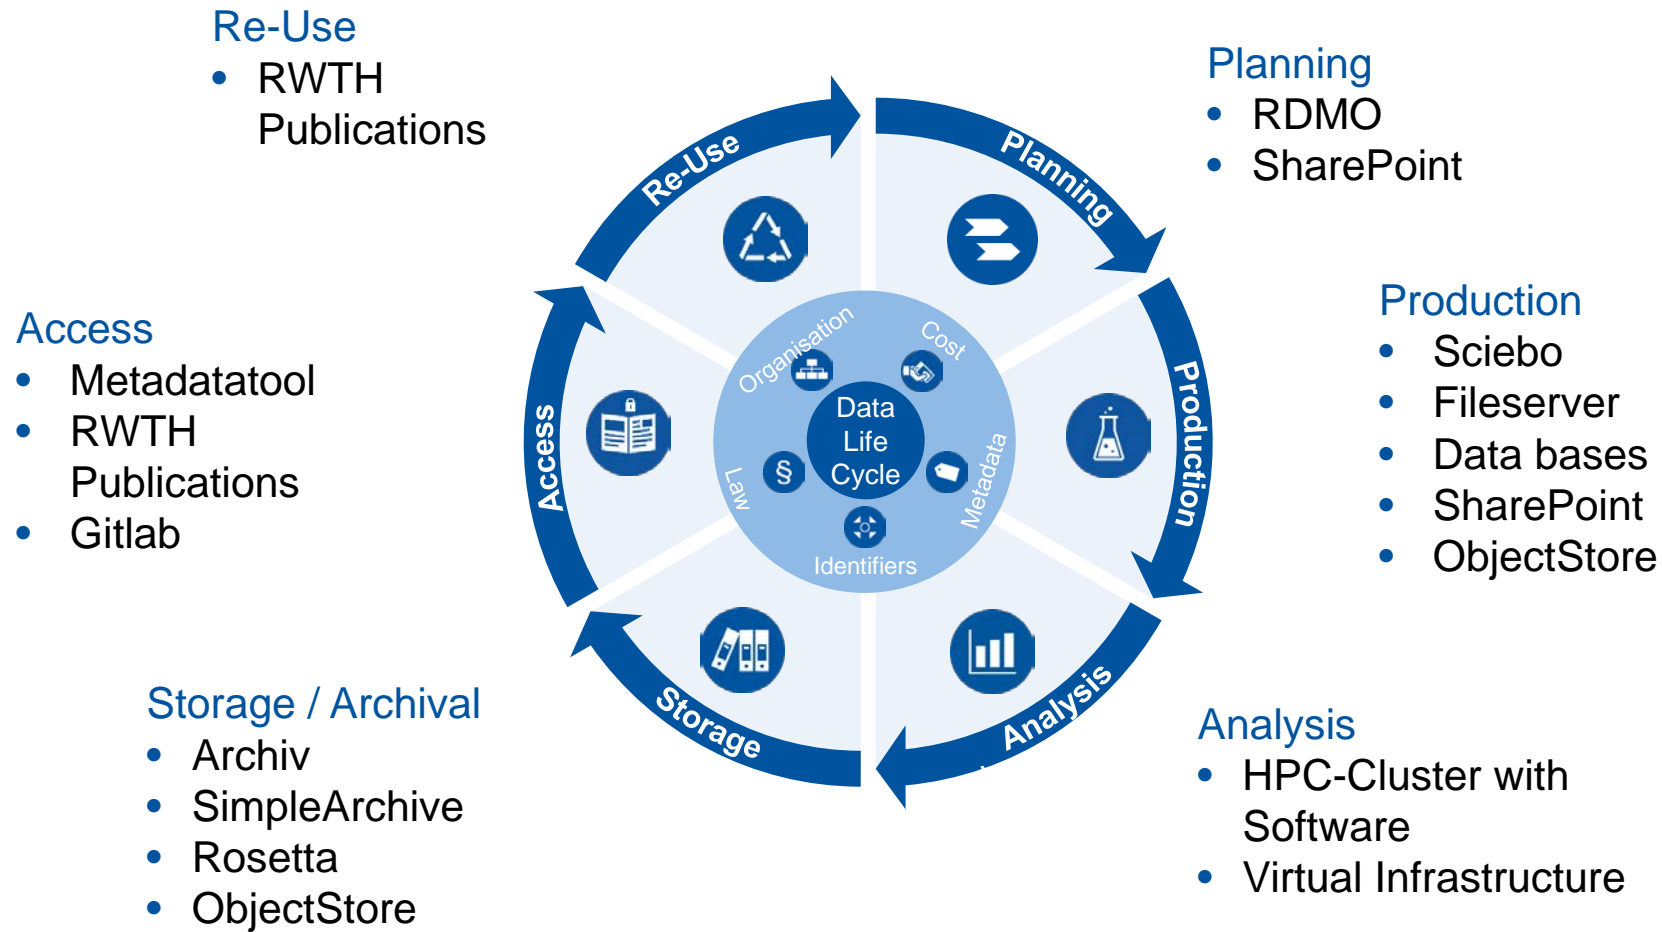 Re-Use
• RWTH
Publications
Planning
• RDMO
• SharePoint
Production
• Sciebo
• Fileserver
• Data bases
• SharePoint
• ObjectStore
Analysis
• HPC-Cluster with
Software
• Virtual Infrastructure
Storage / Archival
• Archiv
• SimpleArchive
• Rosetta
• ObjectStore
Access
• Metadatatool
• RWTH
Publications
• Gitlab
Re-Use
Planning
Production
Analysis
Storage
Access
Organisation
Cost
Metadata
Identifiers
Law
§
Data
Life
Cycle